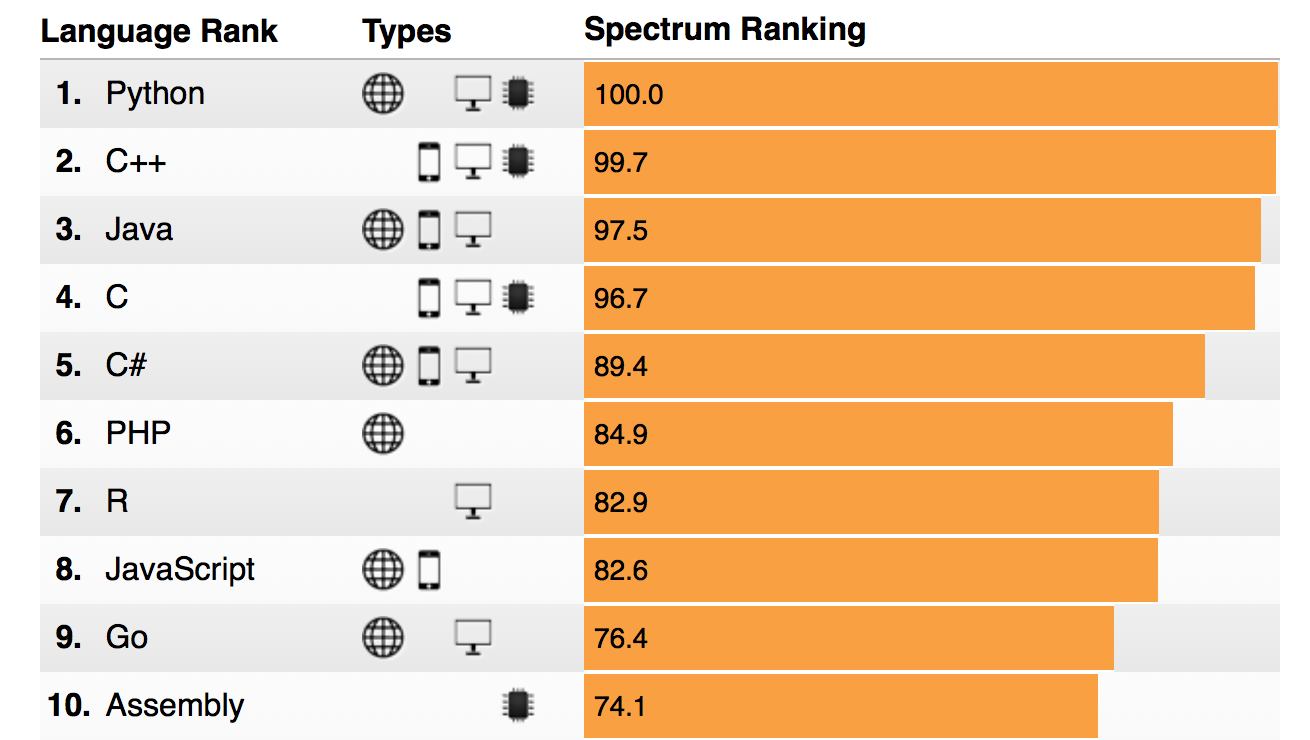 Language Rank Types Spectrum Ranking
1. Python 100.0
2. C++ 99.7
3. Java 97.5
4. C 96.7
5. C# 89.4
6. PHP 84.9
7. R 82.9
8. JavaScript 82.6
9. Go 76.4
10. Assembly 74.1